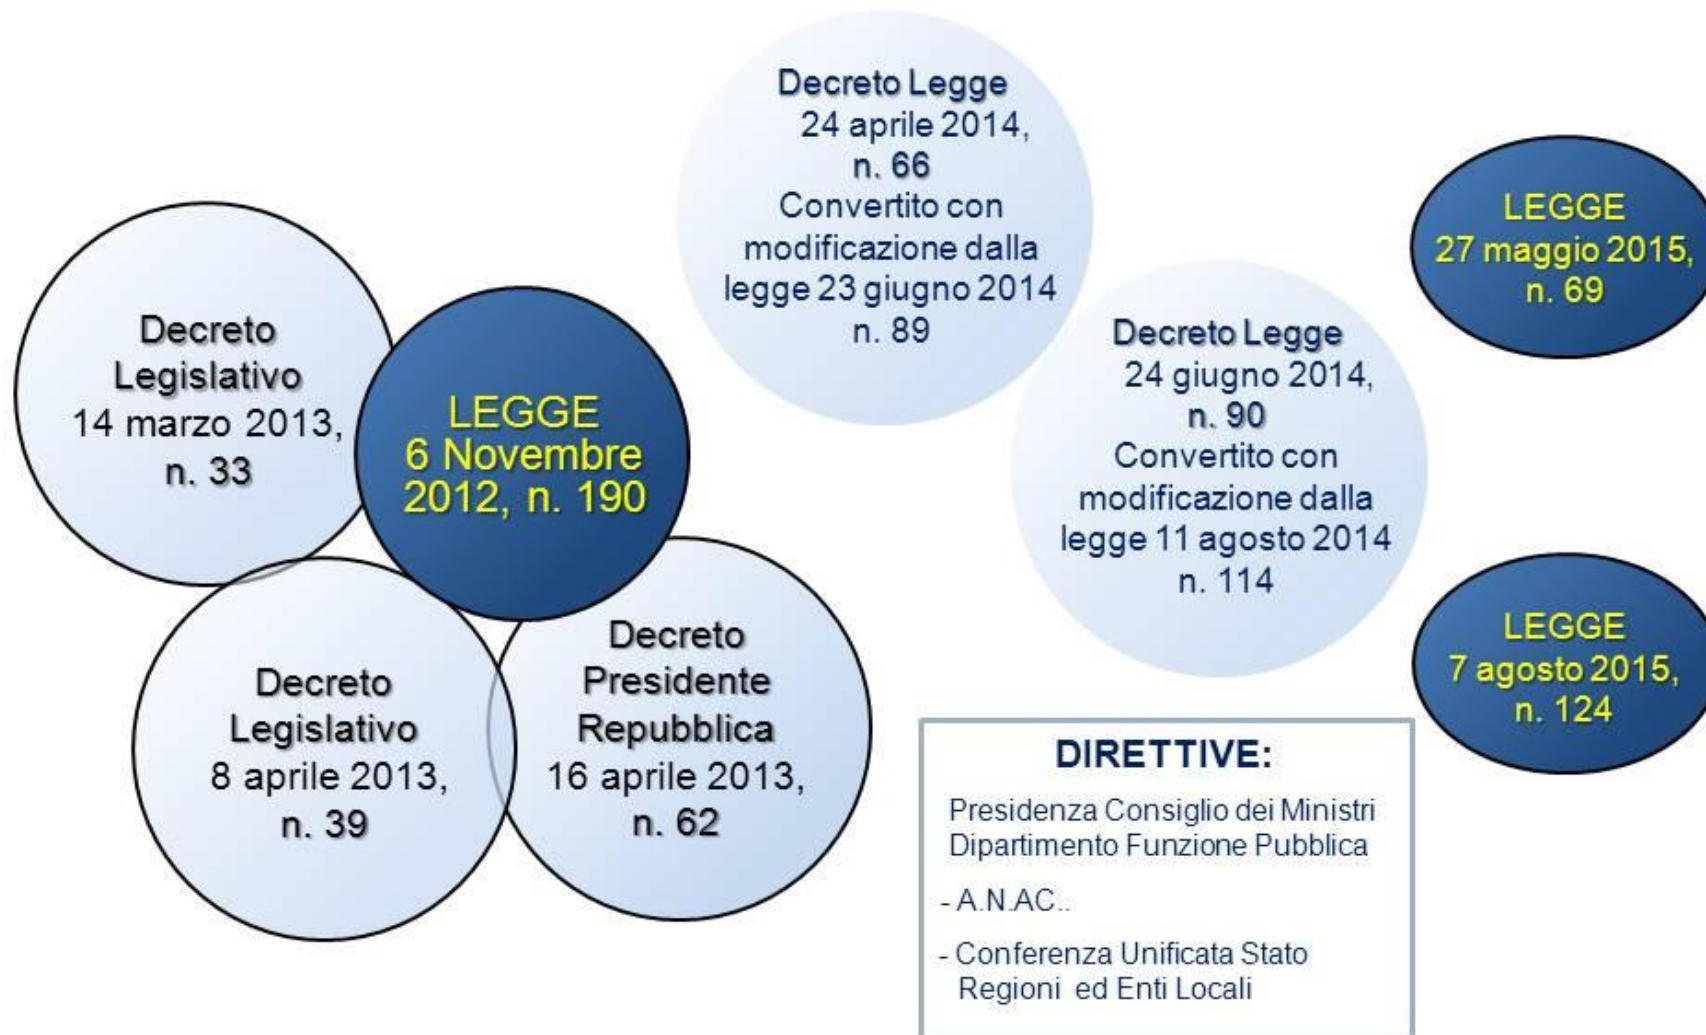 Decreto
Legislativo
14 marzo 2013,
n. 33
LEGGE
6 Novembre
2012, n. 190
Decreto
Legislativo
8 aprile 2013,
n. 39
Decreto
Presidente
Repubblica
16 aprile 2013,
n. 62
Decreto Legge
24 aprile 2014,
n. 66
Convertito con
modificazione dalla
legge 23 giugno 2014
n. 89
Decreto Legge
24 giugno 2014,
n. 90
Convertito con
modificazione dalla
legge 11 agosto 2014
n. 114
LEGGE
27 maggio 2015,
n. 69
LEGGE
7 agosto 2015,
n. 124
DIRETTIVE:
Presidenza Consiglio dei Ministri
Dipartimento Funzione Pubblica
- A.N.AC..
- Conferenza Unificata Stato
Regioni ed Enti Locali